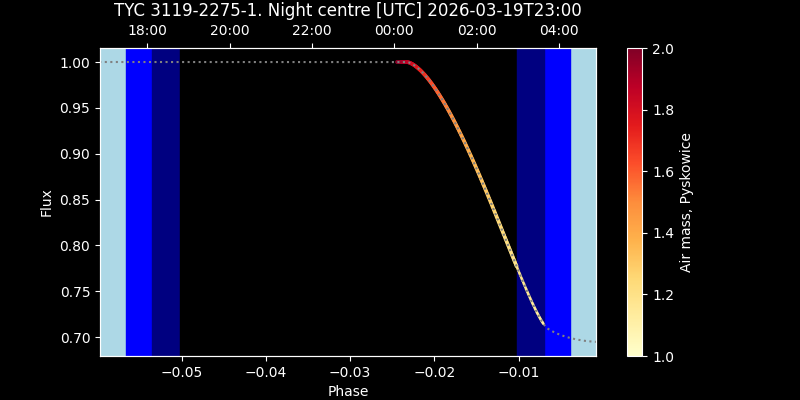 TYC 3119-2275-1. Night centre [UTC] 2026-03-19T23:00
18:00 20:00 22:00 00:00 02:00 04:00
1.00
0.95
0.90
0.85
0.80
0.75
0.70
Flux
−0.05 −0.04 −0.03 −0.02 −0.01
Phase
2.0
1.8
1.6
1.4
1.2
1.0
Air mass, Pyskowice